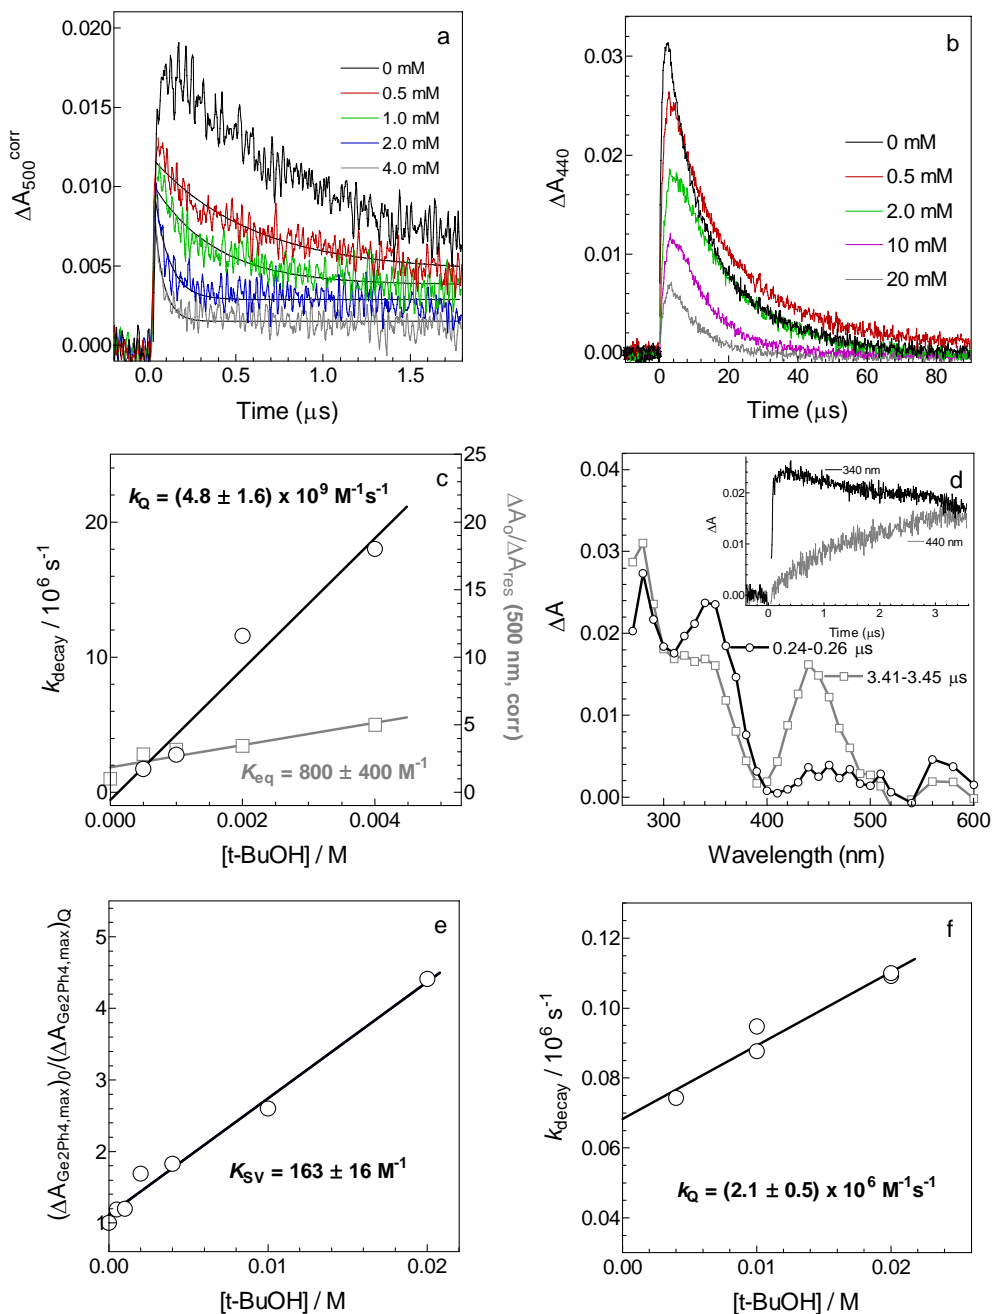 a
0.020
0.015
0.010
0.005
0.000
ΔA500corr
0 mM
0.5 mM
1.0 mM
2.0 mM
4.0 mM
0.0 0.5 1.0 1.5
Time (μs)
b
0.03
0.02
0.01
0.00
ΔA440
0 mM
0.5 mM
2.0 mM
10 mM
20 mM
0 20 40 60 80
Time (μs)
c
kQ = (4.8 ± 1.6) x 10^9 M^-1s^-1
20
10
0
kdecay / 10^6 s^-1
25
20
15
10
5
0
ΔAo/ΔAres (500 nm, corr)
Keq = 800 ± 400 M^-1
0.000 0.002 0.004
[t-BuOH] / M
d
0.04
0.03
0.02
0.01
0.00
ΔA
0.02
0.01
0.00
ΔA
340 nm
440 nm
0 1 2 3
Time (μs)
0.24-0.26 μs
3.41-3.45 μs
300 400 500 600
Wavelength (nm)
e
5
4
3
2
1
(ΔAGe2Ph4,max)0/(ΔAGe2Ph4,max)Q
KSV = 163 ± 16 M^-1
0.00 0.01 0.02
[t-BuOH] / M
f
0.12
0.10
0.08
0.06
0.04
kdecay / 10^6 s^-1
kQ = (2.1 ± 0.5) x 10^6 M^-1s^-1
0.00 0.01 0.02
[t-BuOH] / M